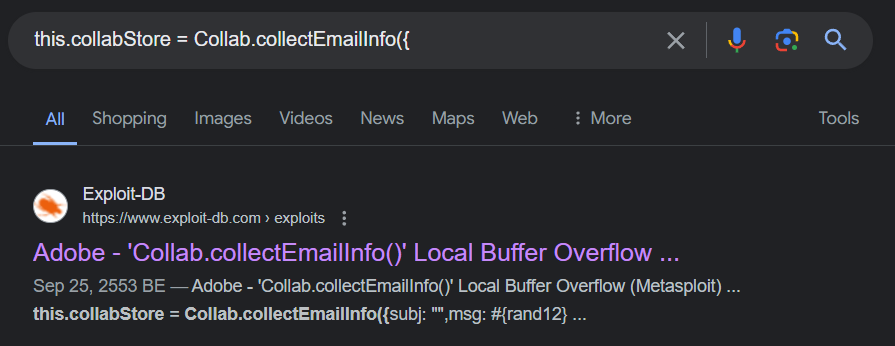 this.collabStore = Collab.collectEmailInfo({
All Shopping Images Videos News Maps Web More Tools
Exploit-DB
https://www.exploit-db.com › exploits
Adobe - 'Collab.collectEmailInfo()' Local Buffer Overflow ...
Sep 25, 2553 BE — Adobe - 'Collab.collectEmailInfo()' Local Buffer Overflow (Metasploit) ...
this.collabStore = Collab.collectEmailInfo({subj: "",msg: #{rand12} ...